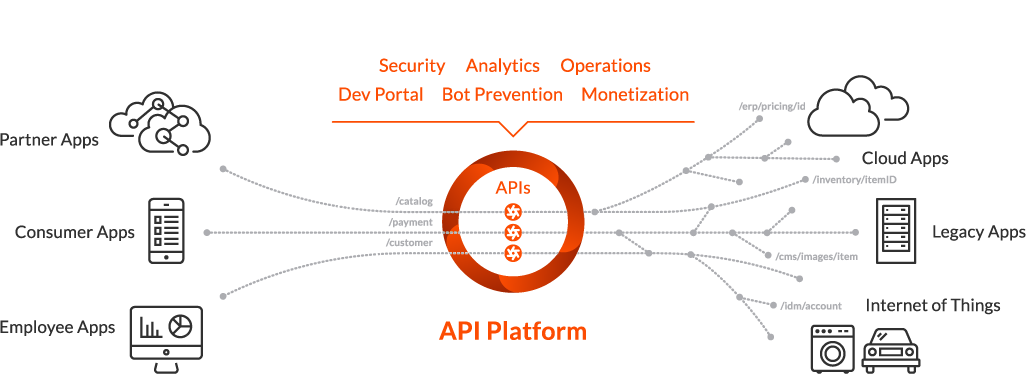 Security Analytics Operations
Dev Portal Bot Prevention Monetization
Partner Apps
Consumer Apps
Employee Apps
/catalog
/payment
/customer
APIs
API Platform
/erp/pricing/id
Cloud Apps
/inventory/itemID
Legacy Apps
/cms/images/item
Internet of Things
/idm/account